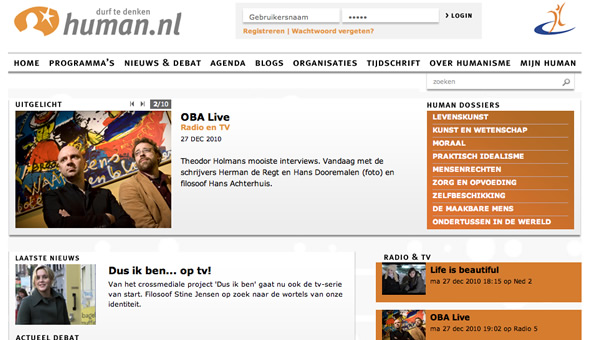 durf te denken
human.nl
Gebruikersnaam
•••••
> LOGIN
Registreren | Wachtwoord vergeten?
HOME PROGRAMMA'S NIEUWS & DEBAT AGENDA BLOGS ORGANISATIES TIJDSCHRIFT OVER HUMANISME MIJN HUMAN
zoeken
UITGELICHT
2/10
OBA Live
Radio en TV
27 DEC 2010
Theodor Holmans mooiste interviews. Vandaag met de
schrijvers Herman de Regt en Hans Dooremalen (foto) en
filosoof Hans Achterhuis.
HUMAN DOSSIERS
LEVENSKUNST
KUNST EN WETENSCHAP
MORAAL
PRAKTISCH IDEALISME
MENSENRECHTEN
ZORG EN OPVOEDING
ZELFBESCHIKKING
DE MAAKBARE MENS
ONDERTUSSEN IN DE WERELD
LAATSTE NIEUWS
Dus ik ben... op tv!
Van het crossmediale project 'Dus ik ben' gaat nu ook de tv-serie
van start. Filosoof Stine Jensen op zoek naar de wortels van onze
identiteit.
ACTUEEL DEBAT
RADIO & TV
Life is beautiful
ma 27 dec 2010 18:15 op Ned 2
OBA Live
ma 27 dec 2010 19:02 op Radio 5